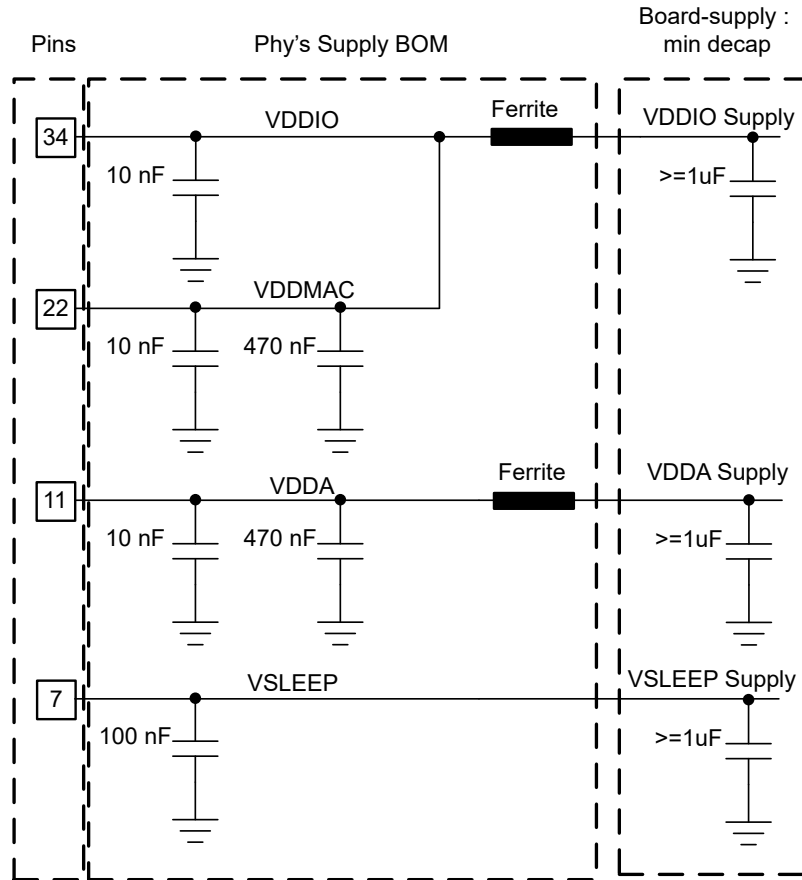 Pins
Phy's Supply BOM
Board-supply :
min decap
34
VDDIO
Ferrite
VDDIO Supply
10 nF
>=1uF
22
VDDMAC
10 nF
470 nF
11
VDDA
Ferrite
VDDA Supply
10 nF
470 nF
>=1uF
7
VSLEEP
VSLEEP Supply
100 nF
>=1uF